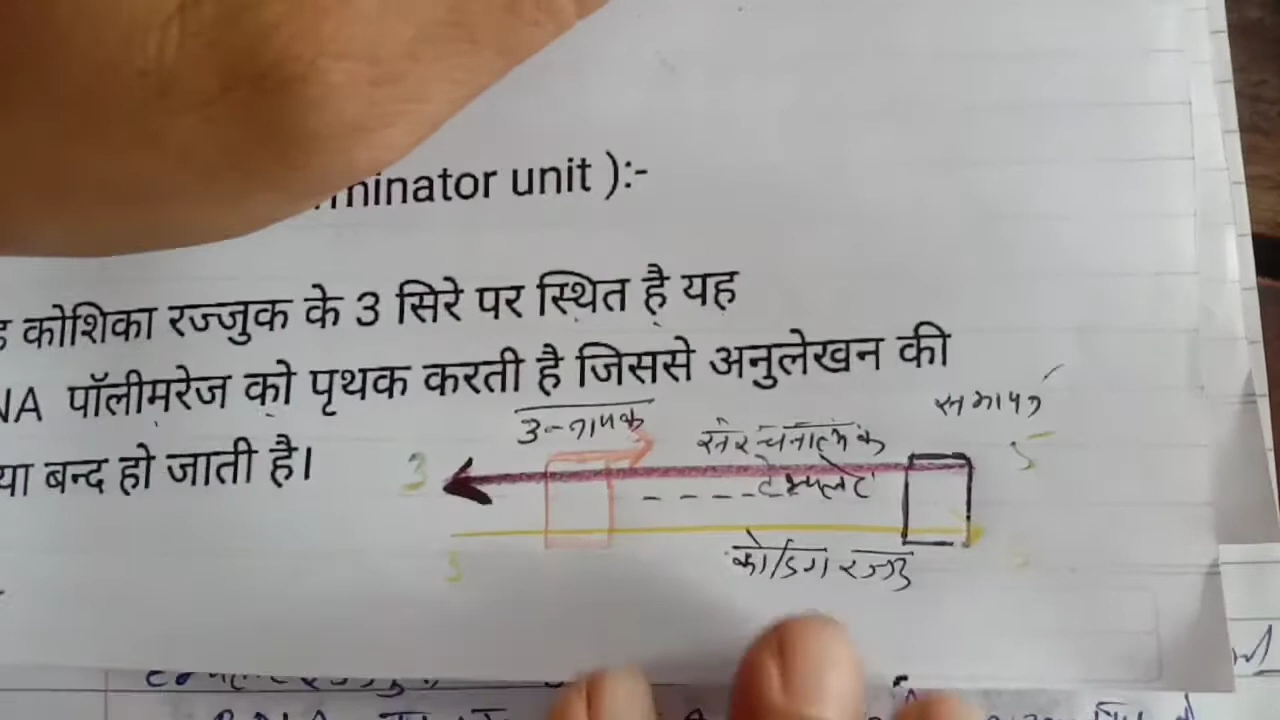 minator unit ):-
कोशिका रज्जुक के 3 सिरे पर स्थित है यह
NA पॉलीमरेज को पृथक करती है जिससे अनुलेखन की
या बन्द हो जाती है।
समापन
उन्नायक
संरचनात्मक
3
5
टेम्पलेट
कोडिंग रज्जु
5